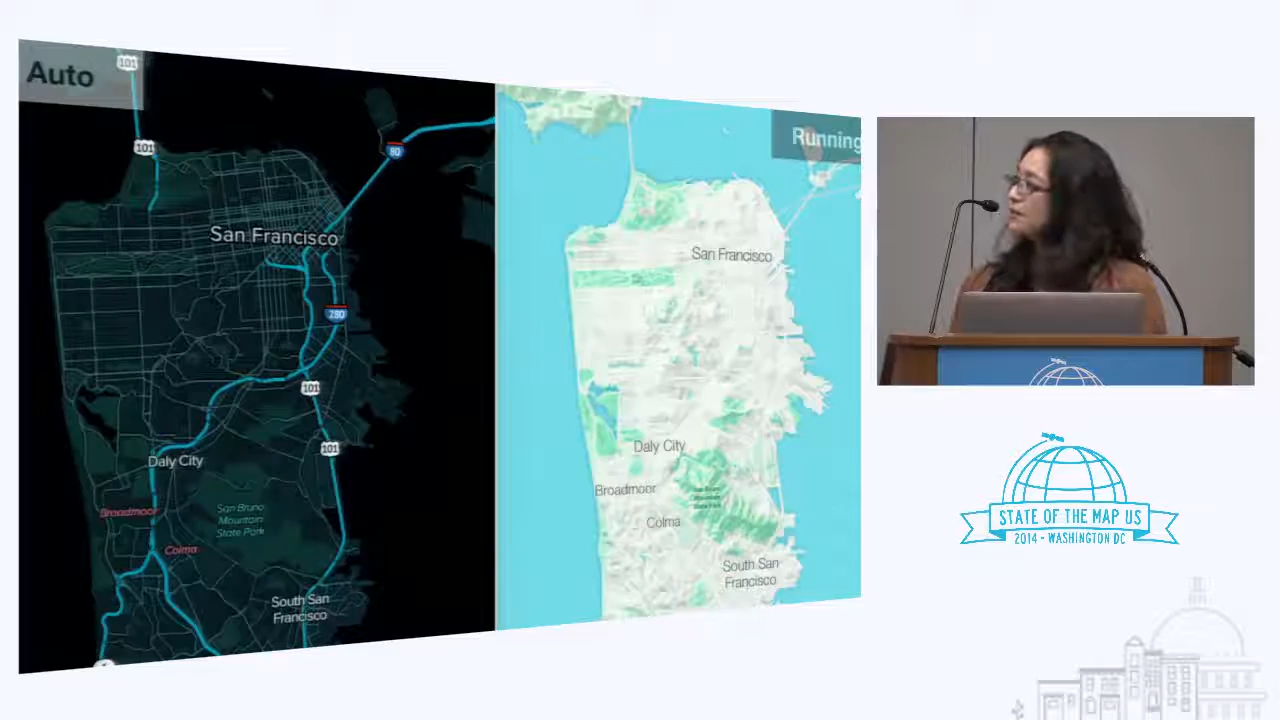 Auto
101
101
80
San Francisco
280
101
101
Daly City
Broadmoor
San Bruno
Mountain
State Park
Colma
South San
Francisco
Running
San Francisco
Daly City
Broadmoor
Colma
South San
Francisco
STATE OF THE MAP US
2014 - WASHINGTON DC